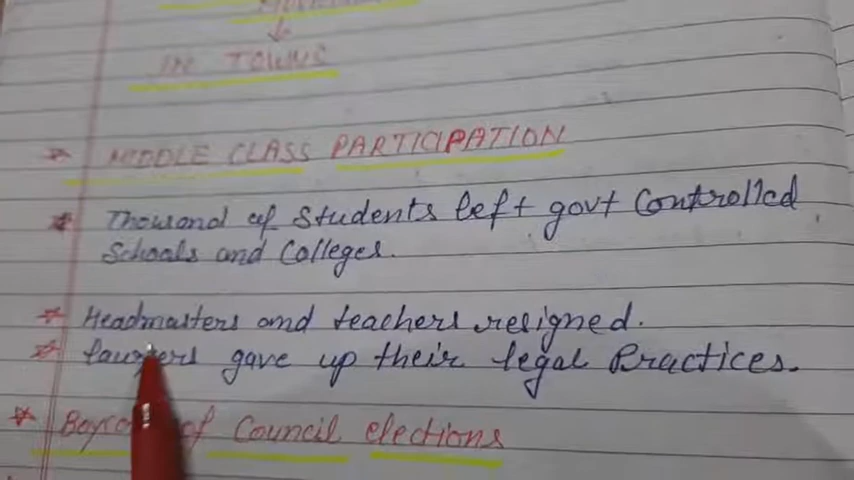 IN TOWNS
* MIDDLE CLASS PARTICIPATION
* Thousand of Students left govt Controlled
Schools and Colleges.
* Headmasters and teachers resigned.
* gave up their legal Practices.
* of Council elections